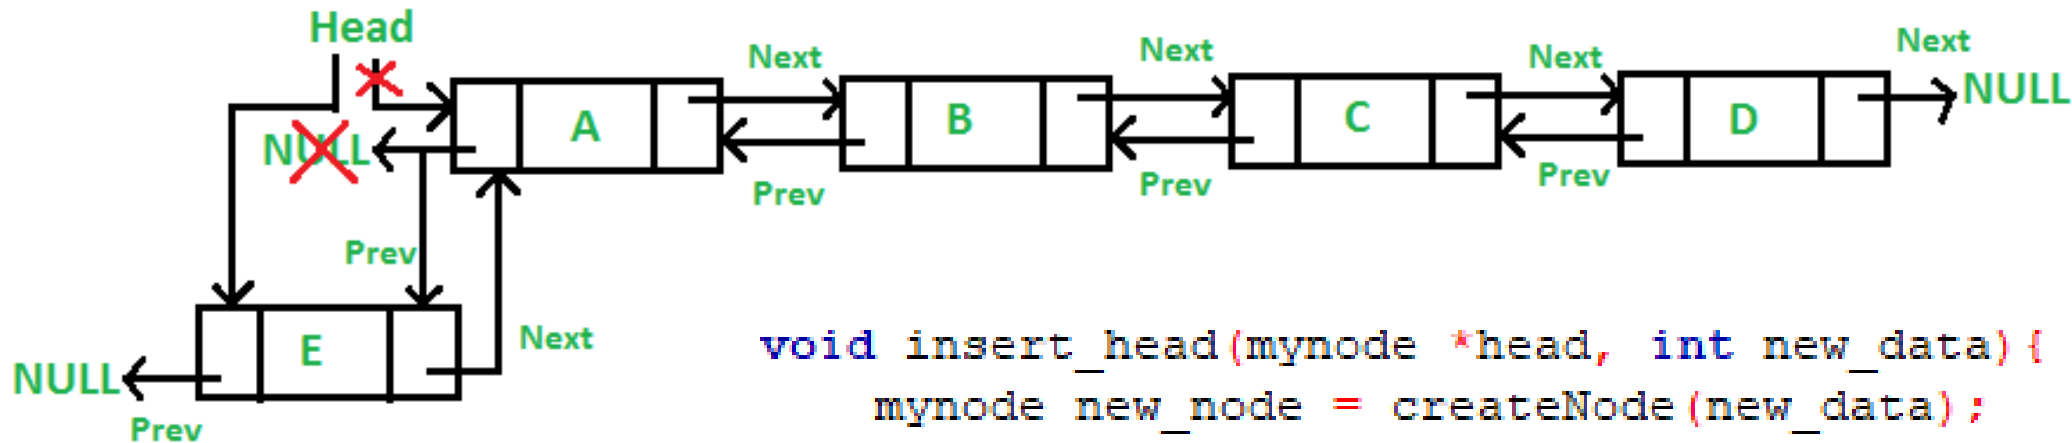 Head
Next
Next
Next
Next
NULL
A
B
C
D
NULL
Prev
Prev
Prev
Prev
E
Next
NULL
Prev
void insert_head(mynode *head, int new_data){
mynode new_node = createNode(new_data);